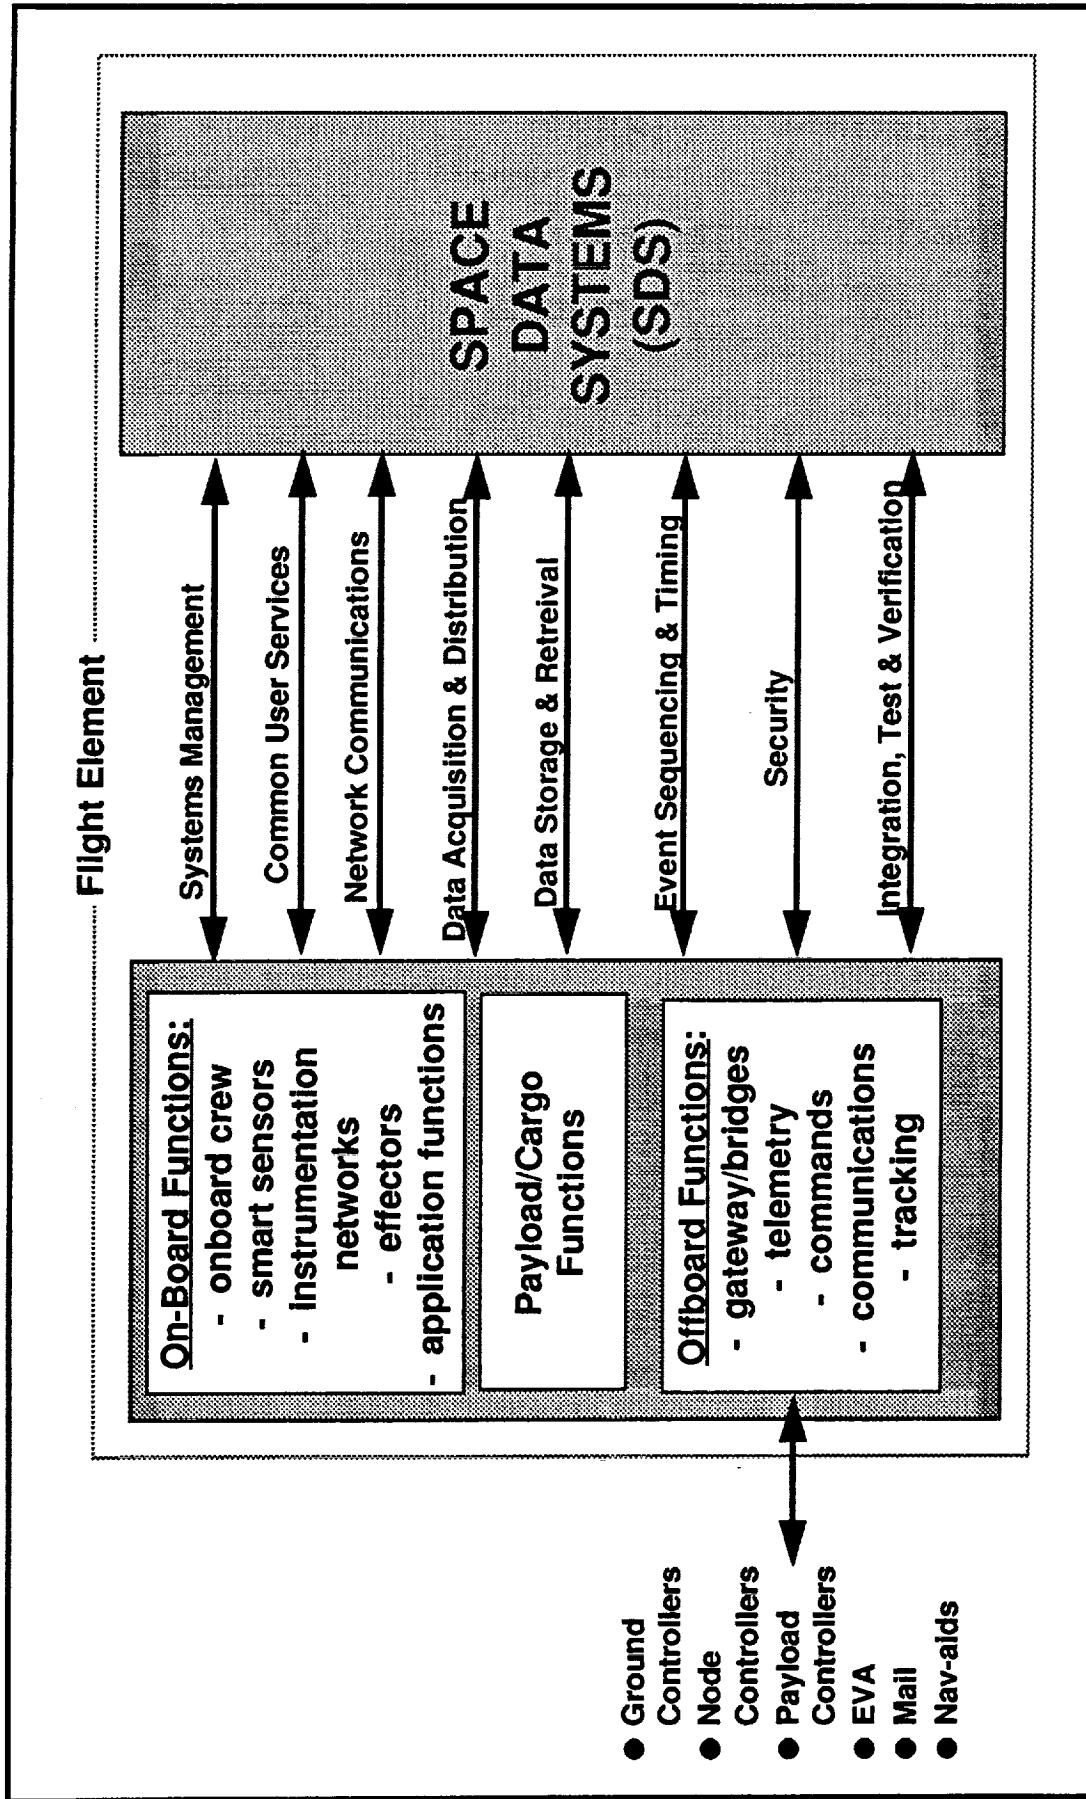 Flight Element
On-Board Functions:
- onboard crew
- smart sensors
- instrumentation
networks
- effectors
- application functions
Payload/Cargo
Functions
Offboard Functions:
- gateway/bridges
- telemetry
- commands
- communications
- tracking
Systems Management
Common User Services
Network Communications
Data Acquisition & Distribution
Data Storage & Retreival
Event Sequencing & Timing
Security
Integration, Test & Verification
SPACE
DATA
SYSTEMS
(SDS)
● Ground
Controllers
● Node
Controllers
● Payload
Controllers
● EVA
● Mail
● Nav-aids